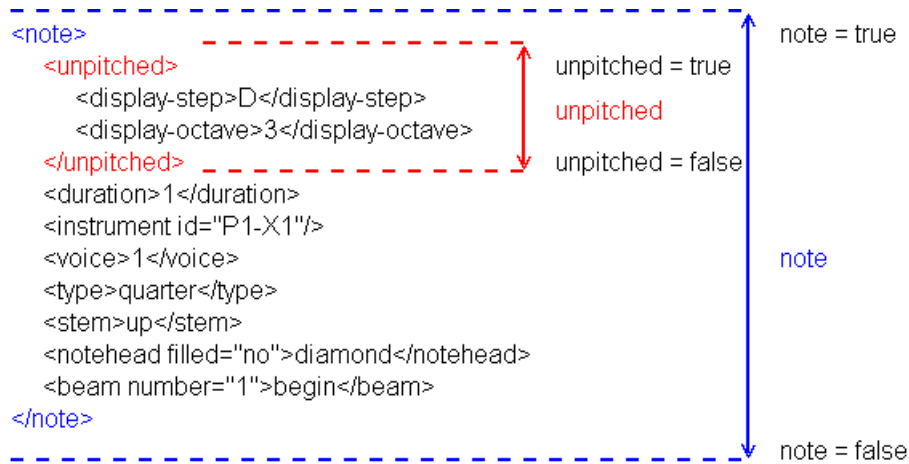 <note> note = true
<unpitched> unpitched = true
<display-step>D</display-step>
unpitched
<display-octave>3</display-octave>
</unpitched> unpitched = false
<duration>1</duration>
<instrument id="P1-X1"/>
<voice>1</voice> note
<type>quarter</type>
<stem>up</stem>
<notehead filled="no">diamond</notehead>
<beam number="1">begin</beam>
</note>
note = false